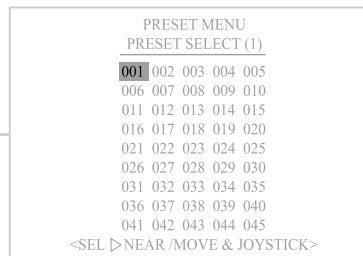 PRESET MENU
PRESET SELECT (1)
001 002 003 004 005
006 007 008 009 010
011 012 013 014 015
016 017 018 019 020
021 022 023 024 025
026 027 028 029 030
031 032 033 034 035
036 037 038 039 040
041 042 043 044 045
<SEL ▷NEAR /MOVE & JOYSTICK>